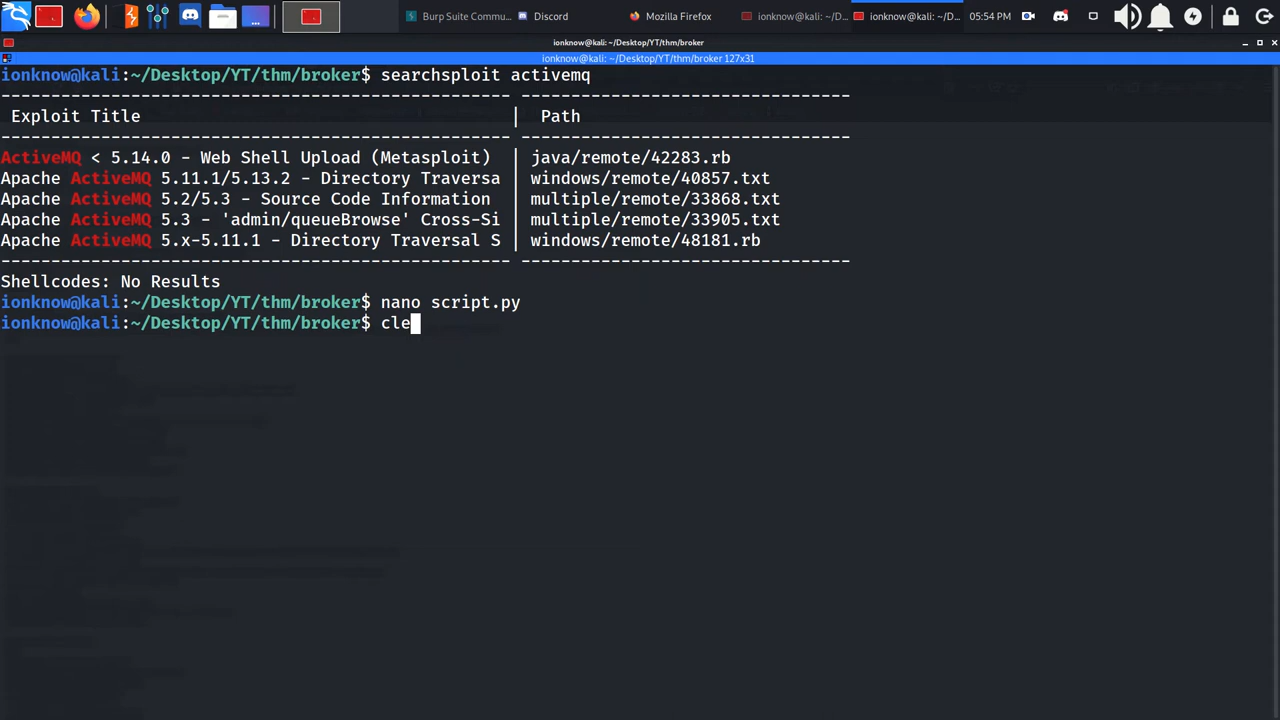 Burp Suite Commu...
Discord
Mozilla Firefox
ionknow@kali: ~/D...
ionknow@kali: ~/D...
05:54 PM
ionknow@kali: ~/Desktop/YT/thm/broker
ionknow@kali: ~/Desktop/YT/thm/broker 127x31
ionknow@kali:~/Desktop/YT/thm/broker$ searchsploit activemq
--------------------------------------------------- ---------------------------------
Exploit Title | Path
--------------------------------------------------- ---------------------------------
ActiveMQ < 5.14.0 - Web Shell Upload (Metasploit) | java/remote/42283.rb
Apache ActiveMQ 5.11.1/5.13.2 - Directory Traversa | windows/remote/40857.txt
Apache ActiveMQ 5.2/5.3 - Source Code Information | multiple/remote/33868.txt
Apache ActiveMQ 5.3 - 'admin/queueBrowse' Cross-Si | multiple/remote/33905.txt
Apache ActiveMQ 5.x-5.11.1 - Directory Traversal S | windows/remote/48181.rb
--------------------------------------------------- ---------------------------------
Shellcodes: No Results
ionknow@kali:~/Desktop/YT/thm/broker$ nano script.py
ionknow@kali:~/Desktop/YT/thm/broker$ cle